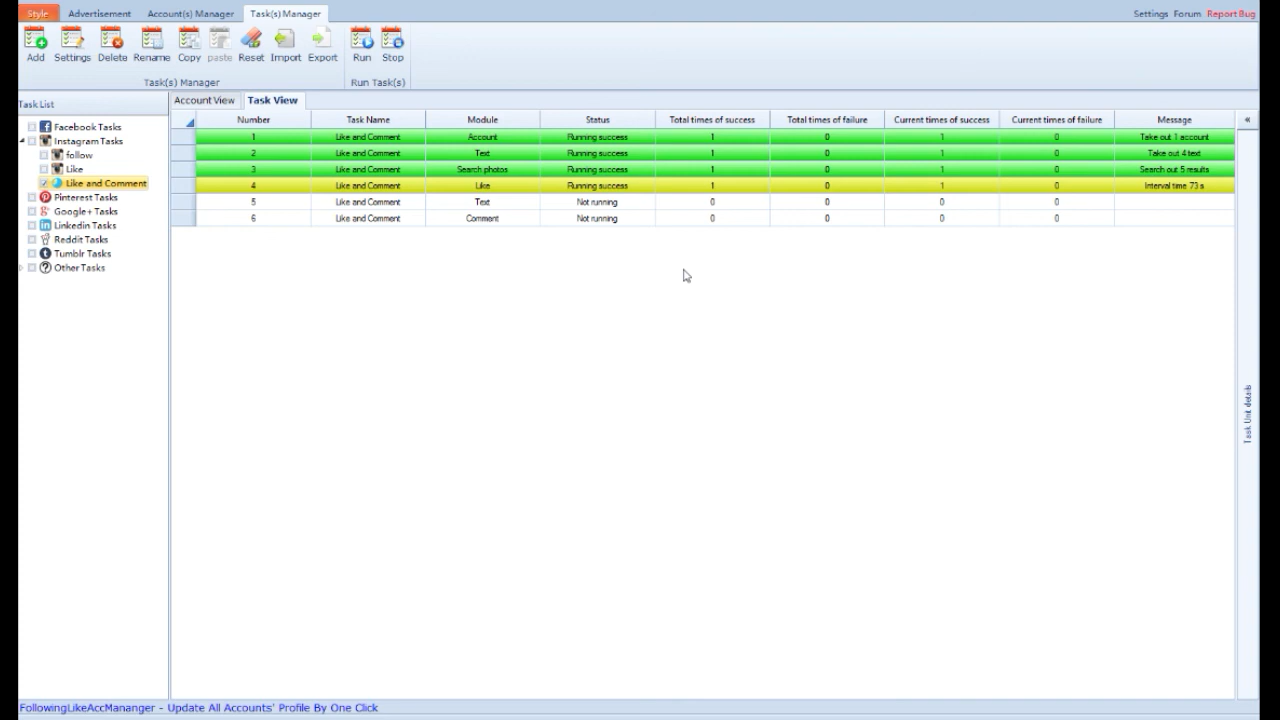 Style Advertisement Account(s) Manager Task(s) Manager Settings Forum Report Bug
Add Settings Delete Rename Copy paste Reset Import Export Run Stop
Task(s) Manager Run Task(s)
Task List
Facebook Tasks
Instagram Tasks
follow
Like
Like and Comment
Pinterest Tasks
Google+ Tasks
Linkedin Tasks
Reddit Tasks
Tumblr Tasks
Other Tasks
Account View Task View
Number Task Name Module Status Total times of success Total times of failure Current times of success Current times of failure Message «
1 Like and Comment Account Running success 1 0 1 0 Take out 1 account
2 Like and Comment Text Running success 1 0 1 0 Take out 4 text
3 Like and Comment Search photos Running success 1 0 1 0 Search out 5 results
4 Like and Comment Like Running success 1 0 1 0 Interval time 73 s
5 Like and Comment Text Not running 0 0 0 0
6 Like and Comment Comment Not running 0 0 0 0
Task Unit details
FollowingLikeAccMananger - Update All Accounts' Profile By One Click